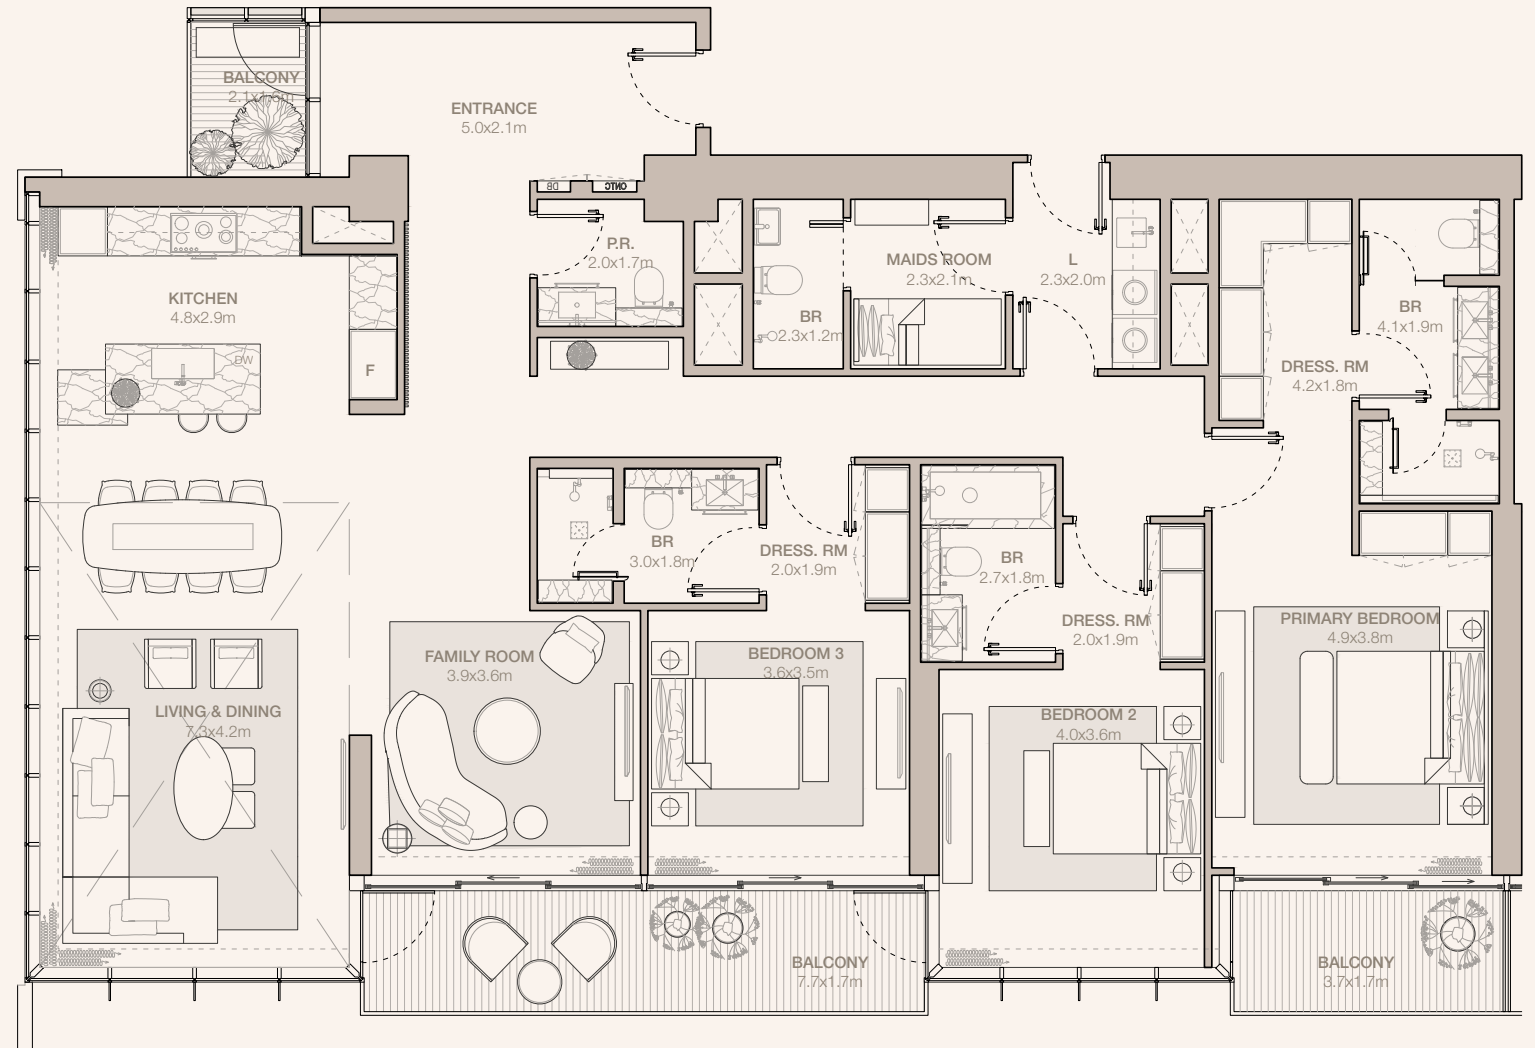 BALCONY
2.1x1.8m
ENTRANCE
5.0x2.1m
DB
ONTC
P.R.
2.0x1.7m
MAIDS ROOM
2.3x2.1m
L
2.3x2.0m
BR
2.3x1.2m
KITCHEN
4.8x2.9m
DW
F
BR
4.1x1.9m
DRESS. RM
4.2x1.8m
BR
3.0x1.8m
DRESS. RM
2.0x1.9m
BR
2.7x1.8m
DRESS. RM
2.0x1.9m
PRIMARY BEDROOM
4.9x3.8m
FAMILY ROOM
3.9x3.6m
BEDROOM 3
3.6x3.5m
LIVING & DINING
7.3x4.2m
BEDROOM 2
4.0x3.6m
BALCONY
7.7x1.7m
BALCONY
3.7x1.7m